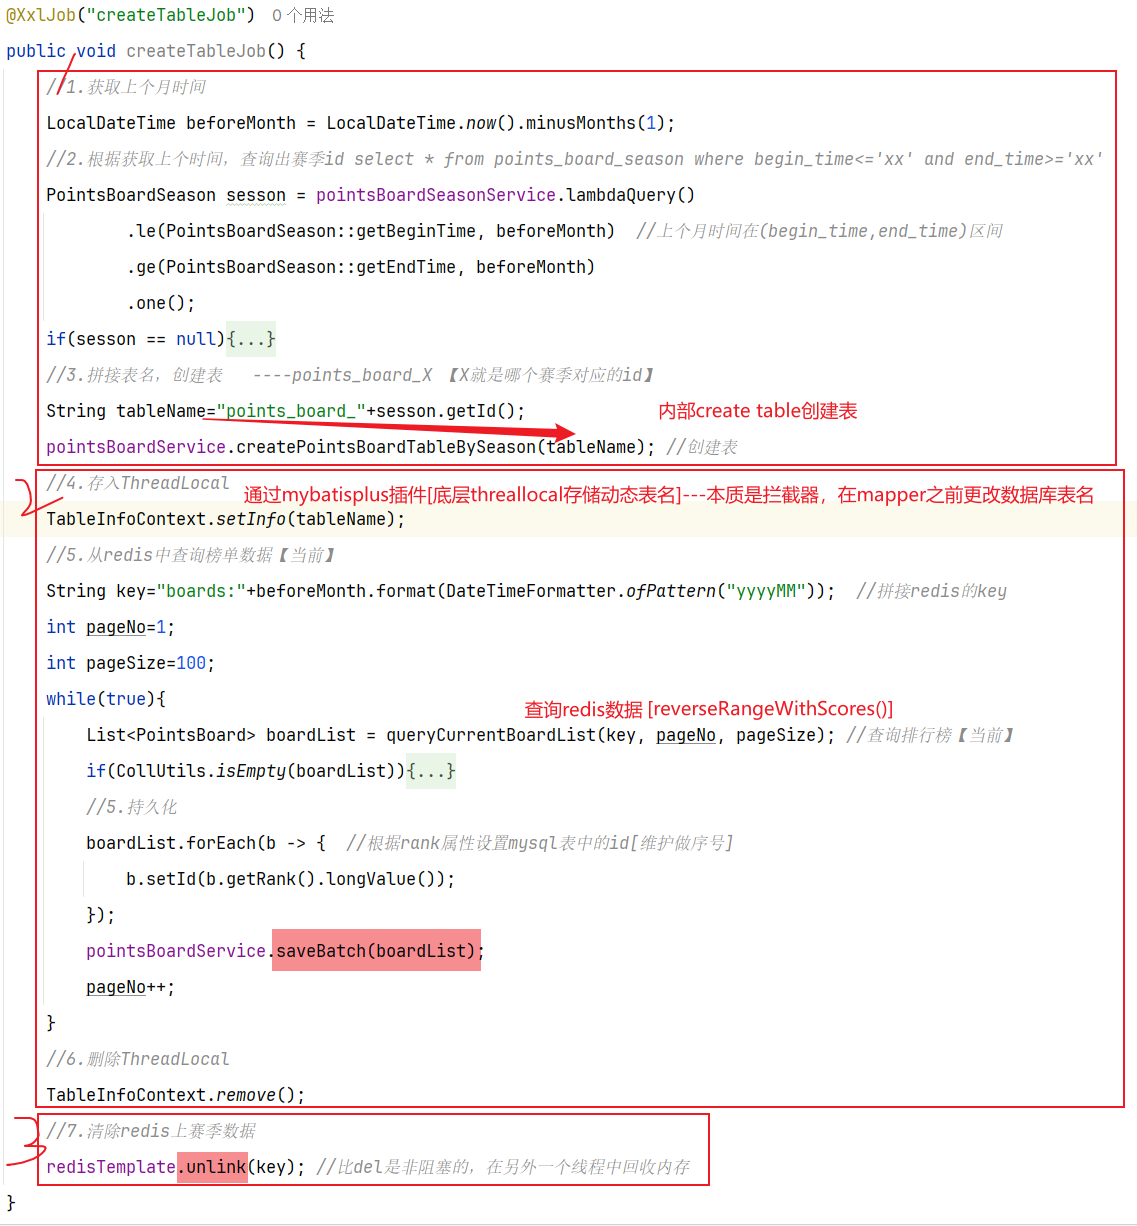 @XxlJob("createTableJob") 0 个用法
public void createTableJob() {
//1.获取上个月时间
LocalDateTime beforeMonth = LocalDateTime.now().minusMonths(1);
//2.根据获取上个时间，查询出赛季id select * from points_board_season where begin_time<='xx' and end_time>='xx'
PointsBoardSeason sesson = pointsBoardSeasonService.lambdaQuery()
.le(PointsBoardSeason::getBeginTime, beforeMonth) //上个月时间在(begin_time,end_time)区间
.ge(PointsBoardSeason::getEndTime, beforeMonth)
.one();
if(sesson == null){...}
//3.拼接表名，创建表 ----points_board_X 【X就是哪个赛季对应的id】
String tableName="points_board_"+sesson.getId(); 内部create table创建表
pointsBoardService.createPointsBoardTableBySeason(tableName); //创建表
//4.存入ThreadLocal 通过mybatisplus插件[底层threallocal存储动态表名]---本质是拦截器，在mapper之前更改数据库表名
TableInfoContext.setInfo(tableName);
//5.从redis中查询榜单数据【当前】
String key="boards:"+beforeMonth.format(DateTimeFormatter.ofPattern("yyyyMM")); //拼接redis的key
int pageNo=1;
int pageSize=100;
while(true){
查询redis数据 [reverseRangeWithScores()]
List<PointsBoard> boardList = queryCurrentBoardList(key, pageNo, pageSize); //查询排行榜【当前】
if(CollUtils.isEmpty(boardList)){...}
//5.持久化
boardList.forEach(b -> { //根据rank属性设置mysql表中的id[维护做序号]
b.setId(b.getRank().longValue());
});
pointsBoardService.saveBatch(boardList);
pageNo++;
}
//6.删除ThreadLocal
TableInfoContext.remove();
//7.清除redis上赛季数据
redisTemplate.unlink(key); //比del是非阻塞的，在另外一个线程中回收内存
}